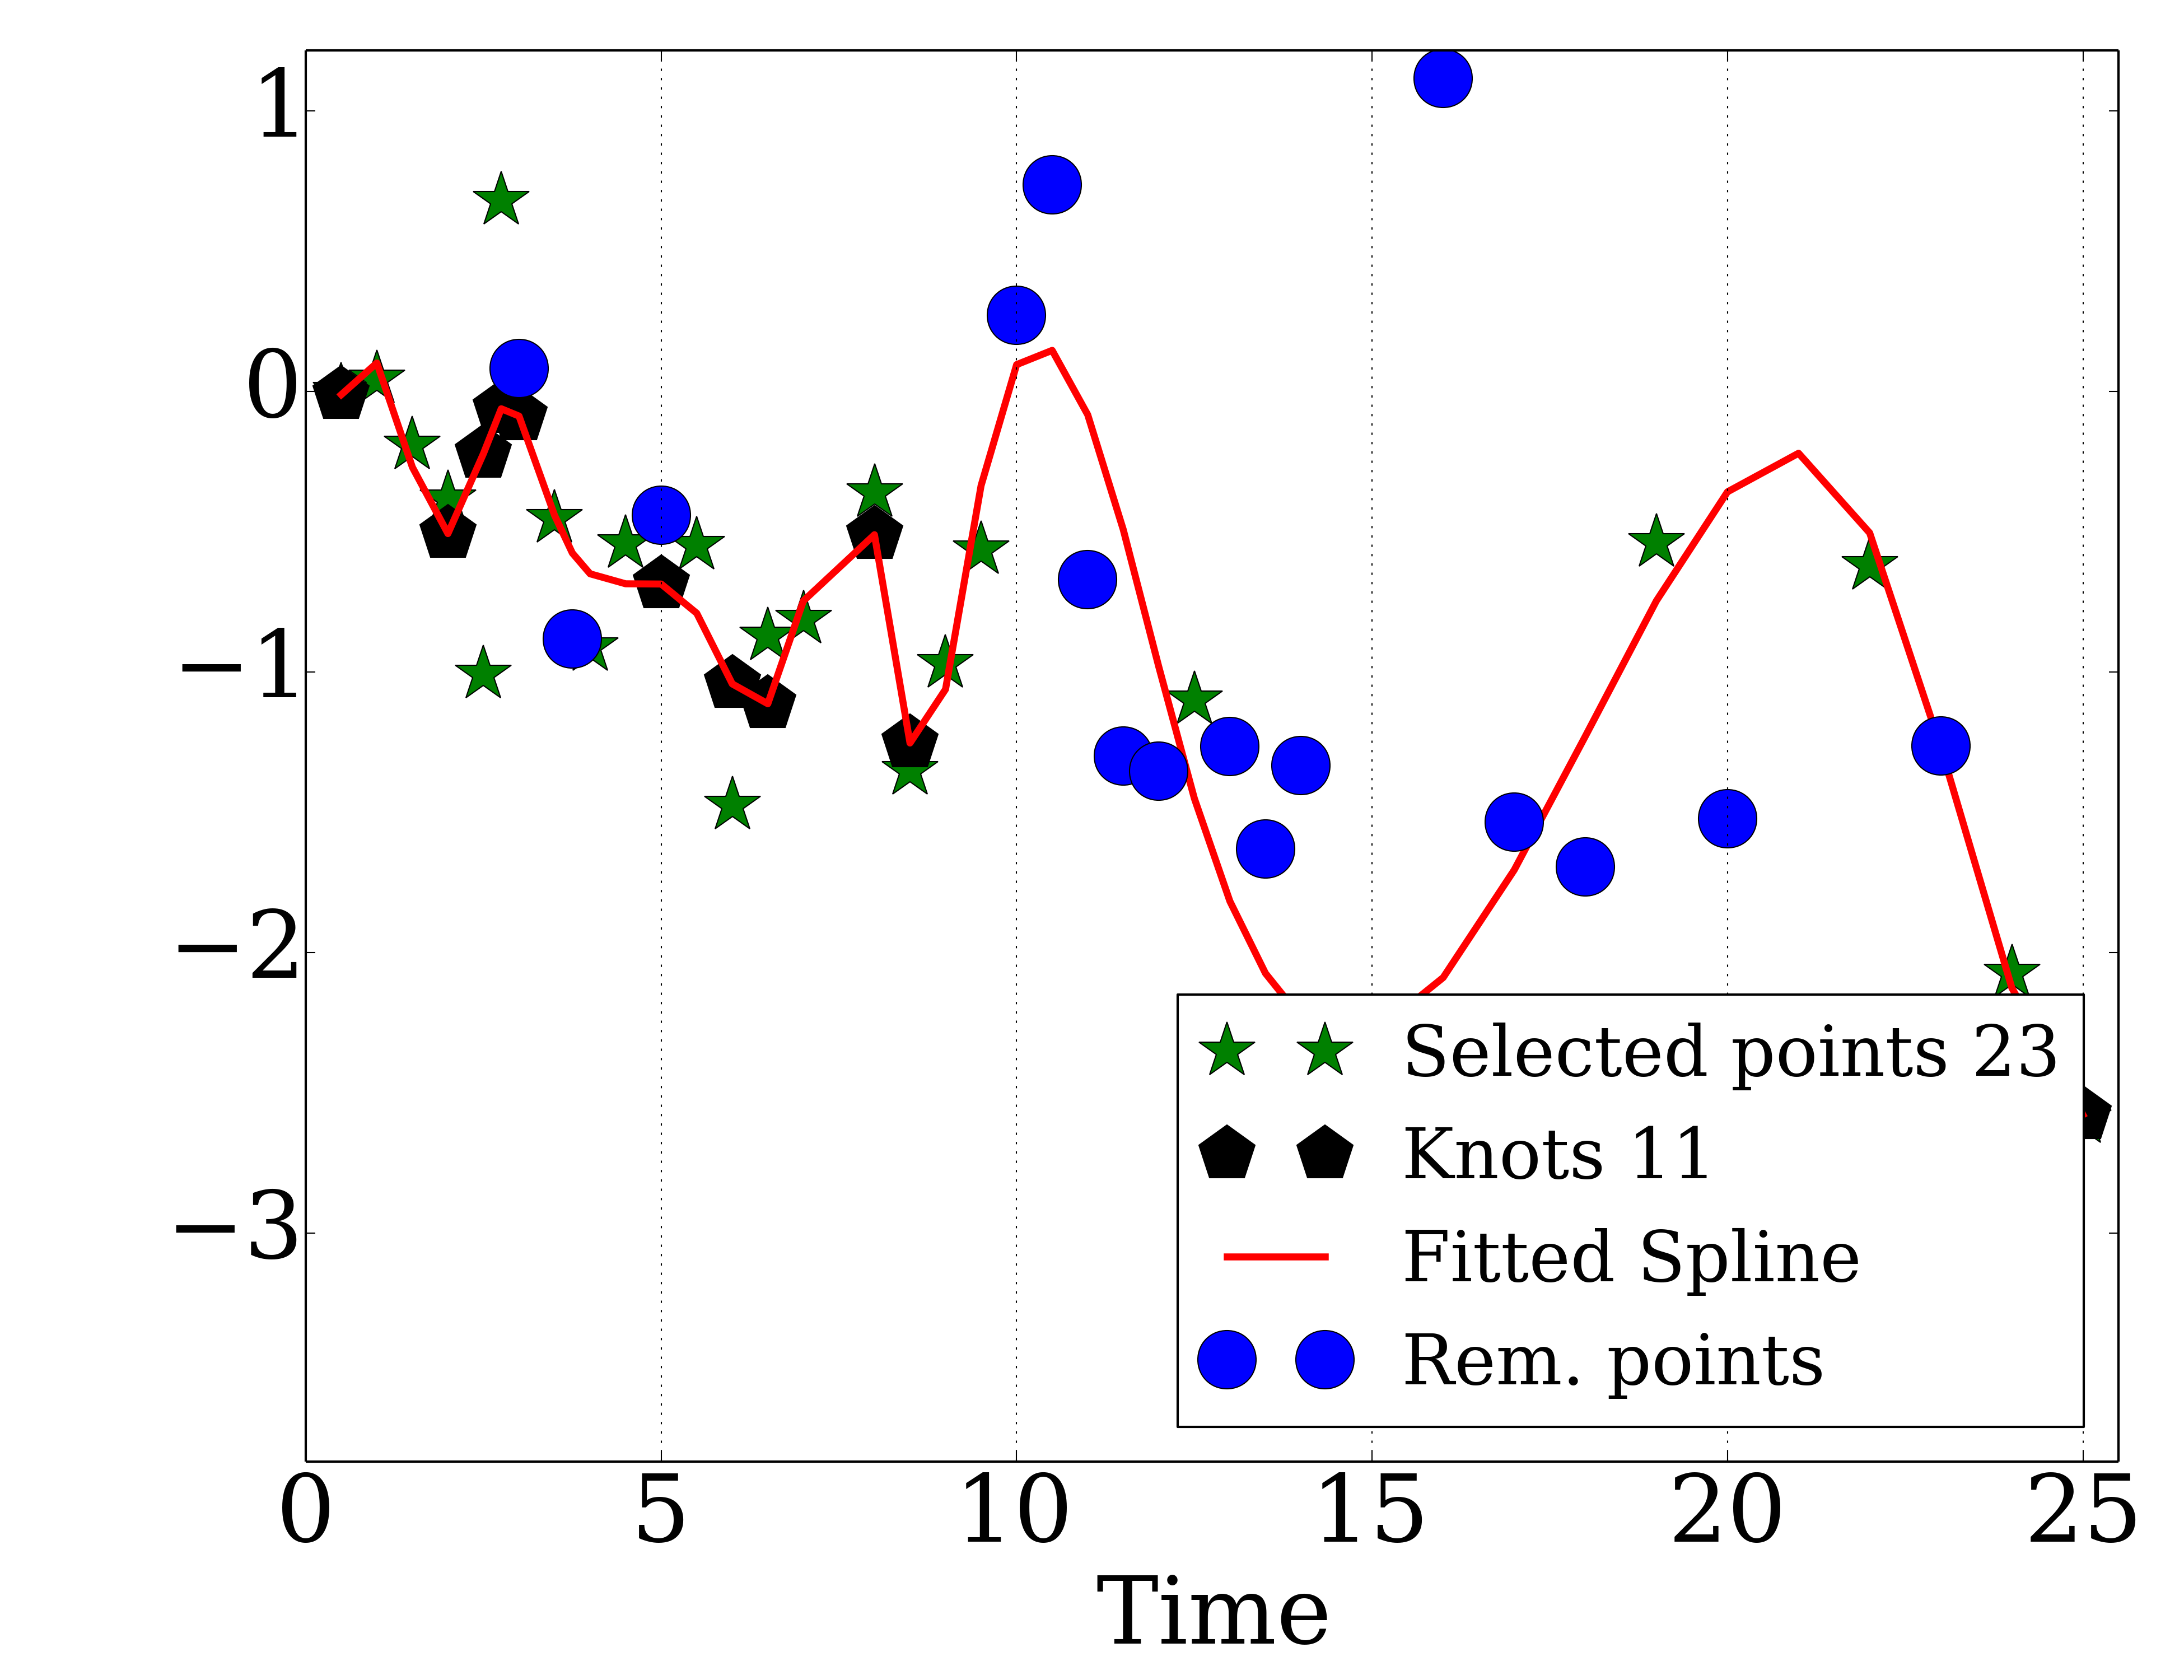 1
0
−1
−2
−3
Selected points 23
Knots 11
Fitted Spline
Rem. points
0 5 10 15 20 25
Time